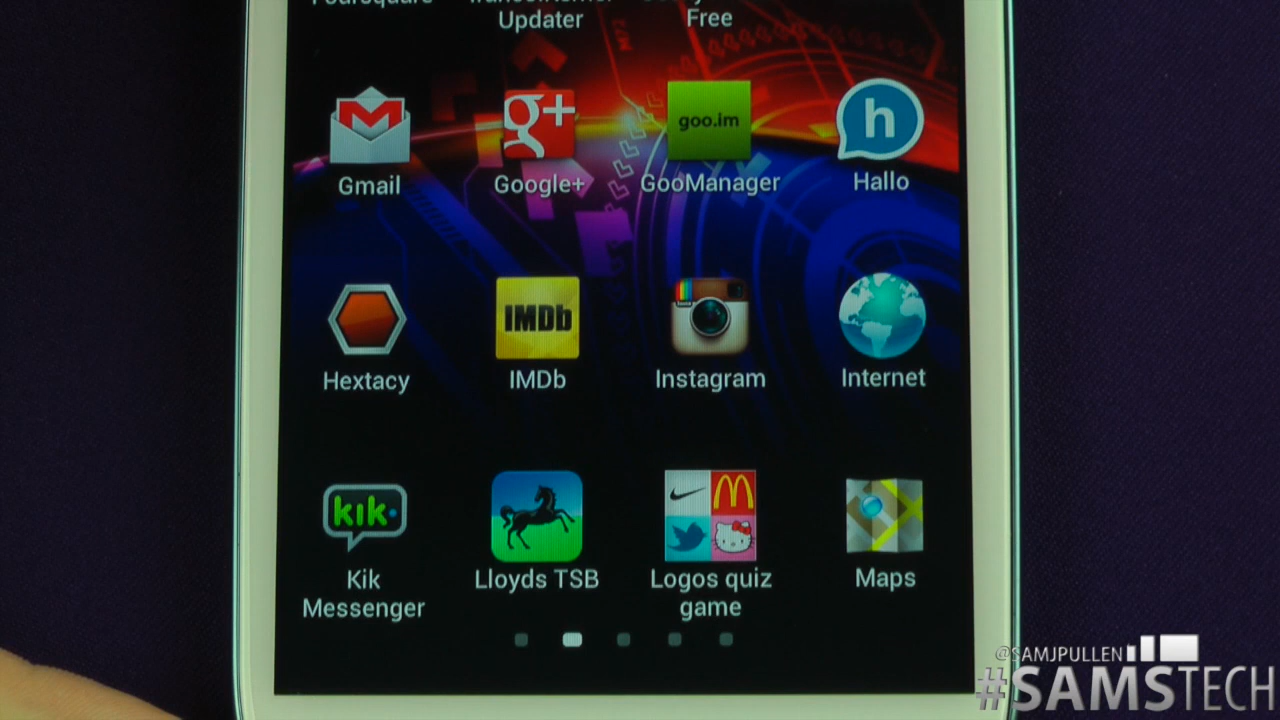 Foursquare
Updater
Free
goo.im
h
Gmail
Google+
GooManager
Hallo
IMDb
Hextacy
IMDb
Instagram
Internet
kik
Kik
Messenger
Lloyds TSB
Logos quiz
game
Maps
@SAMJPULLEN
#SAMSTECH